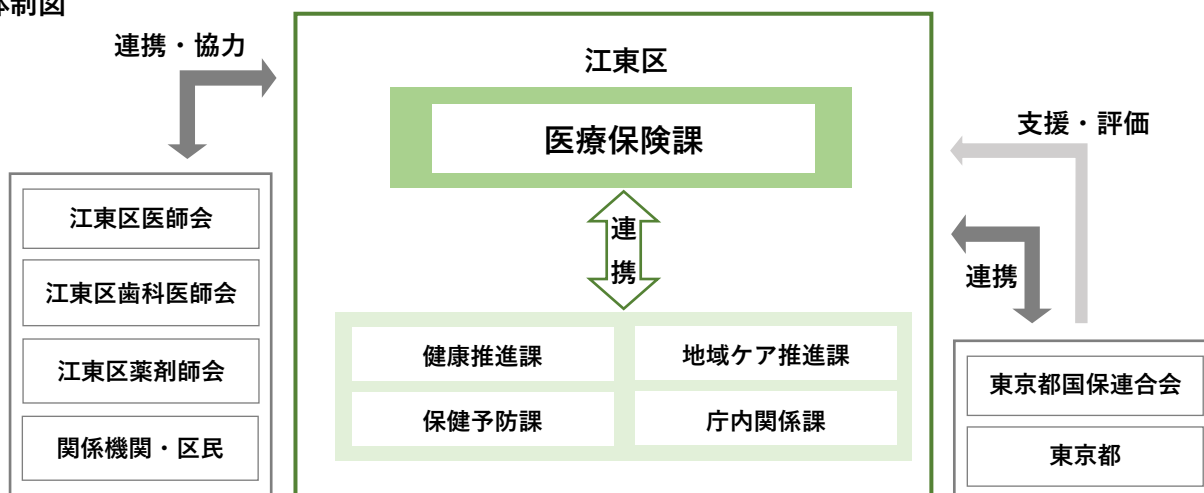 体制図
連携・協力
江東区
医療保険課
支援・評価
江東区医師会
江東区歯科医師会
江東区薬剤師会
関係機関・区民
連
携
健康推進課
地域ケア推進課
保健予防課
庁内関係課
連携
東京都国保連合会
東京都